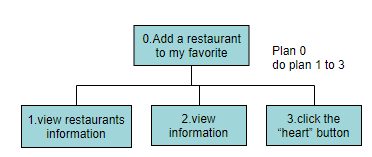 0.Add a restaurant
to my favorite
Plan 0
do plan 1 to 3
1.view restaurants
information
2.view
information
3.click the
“heart” button